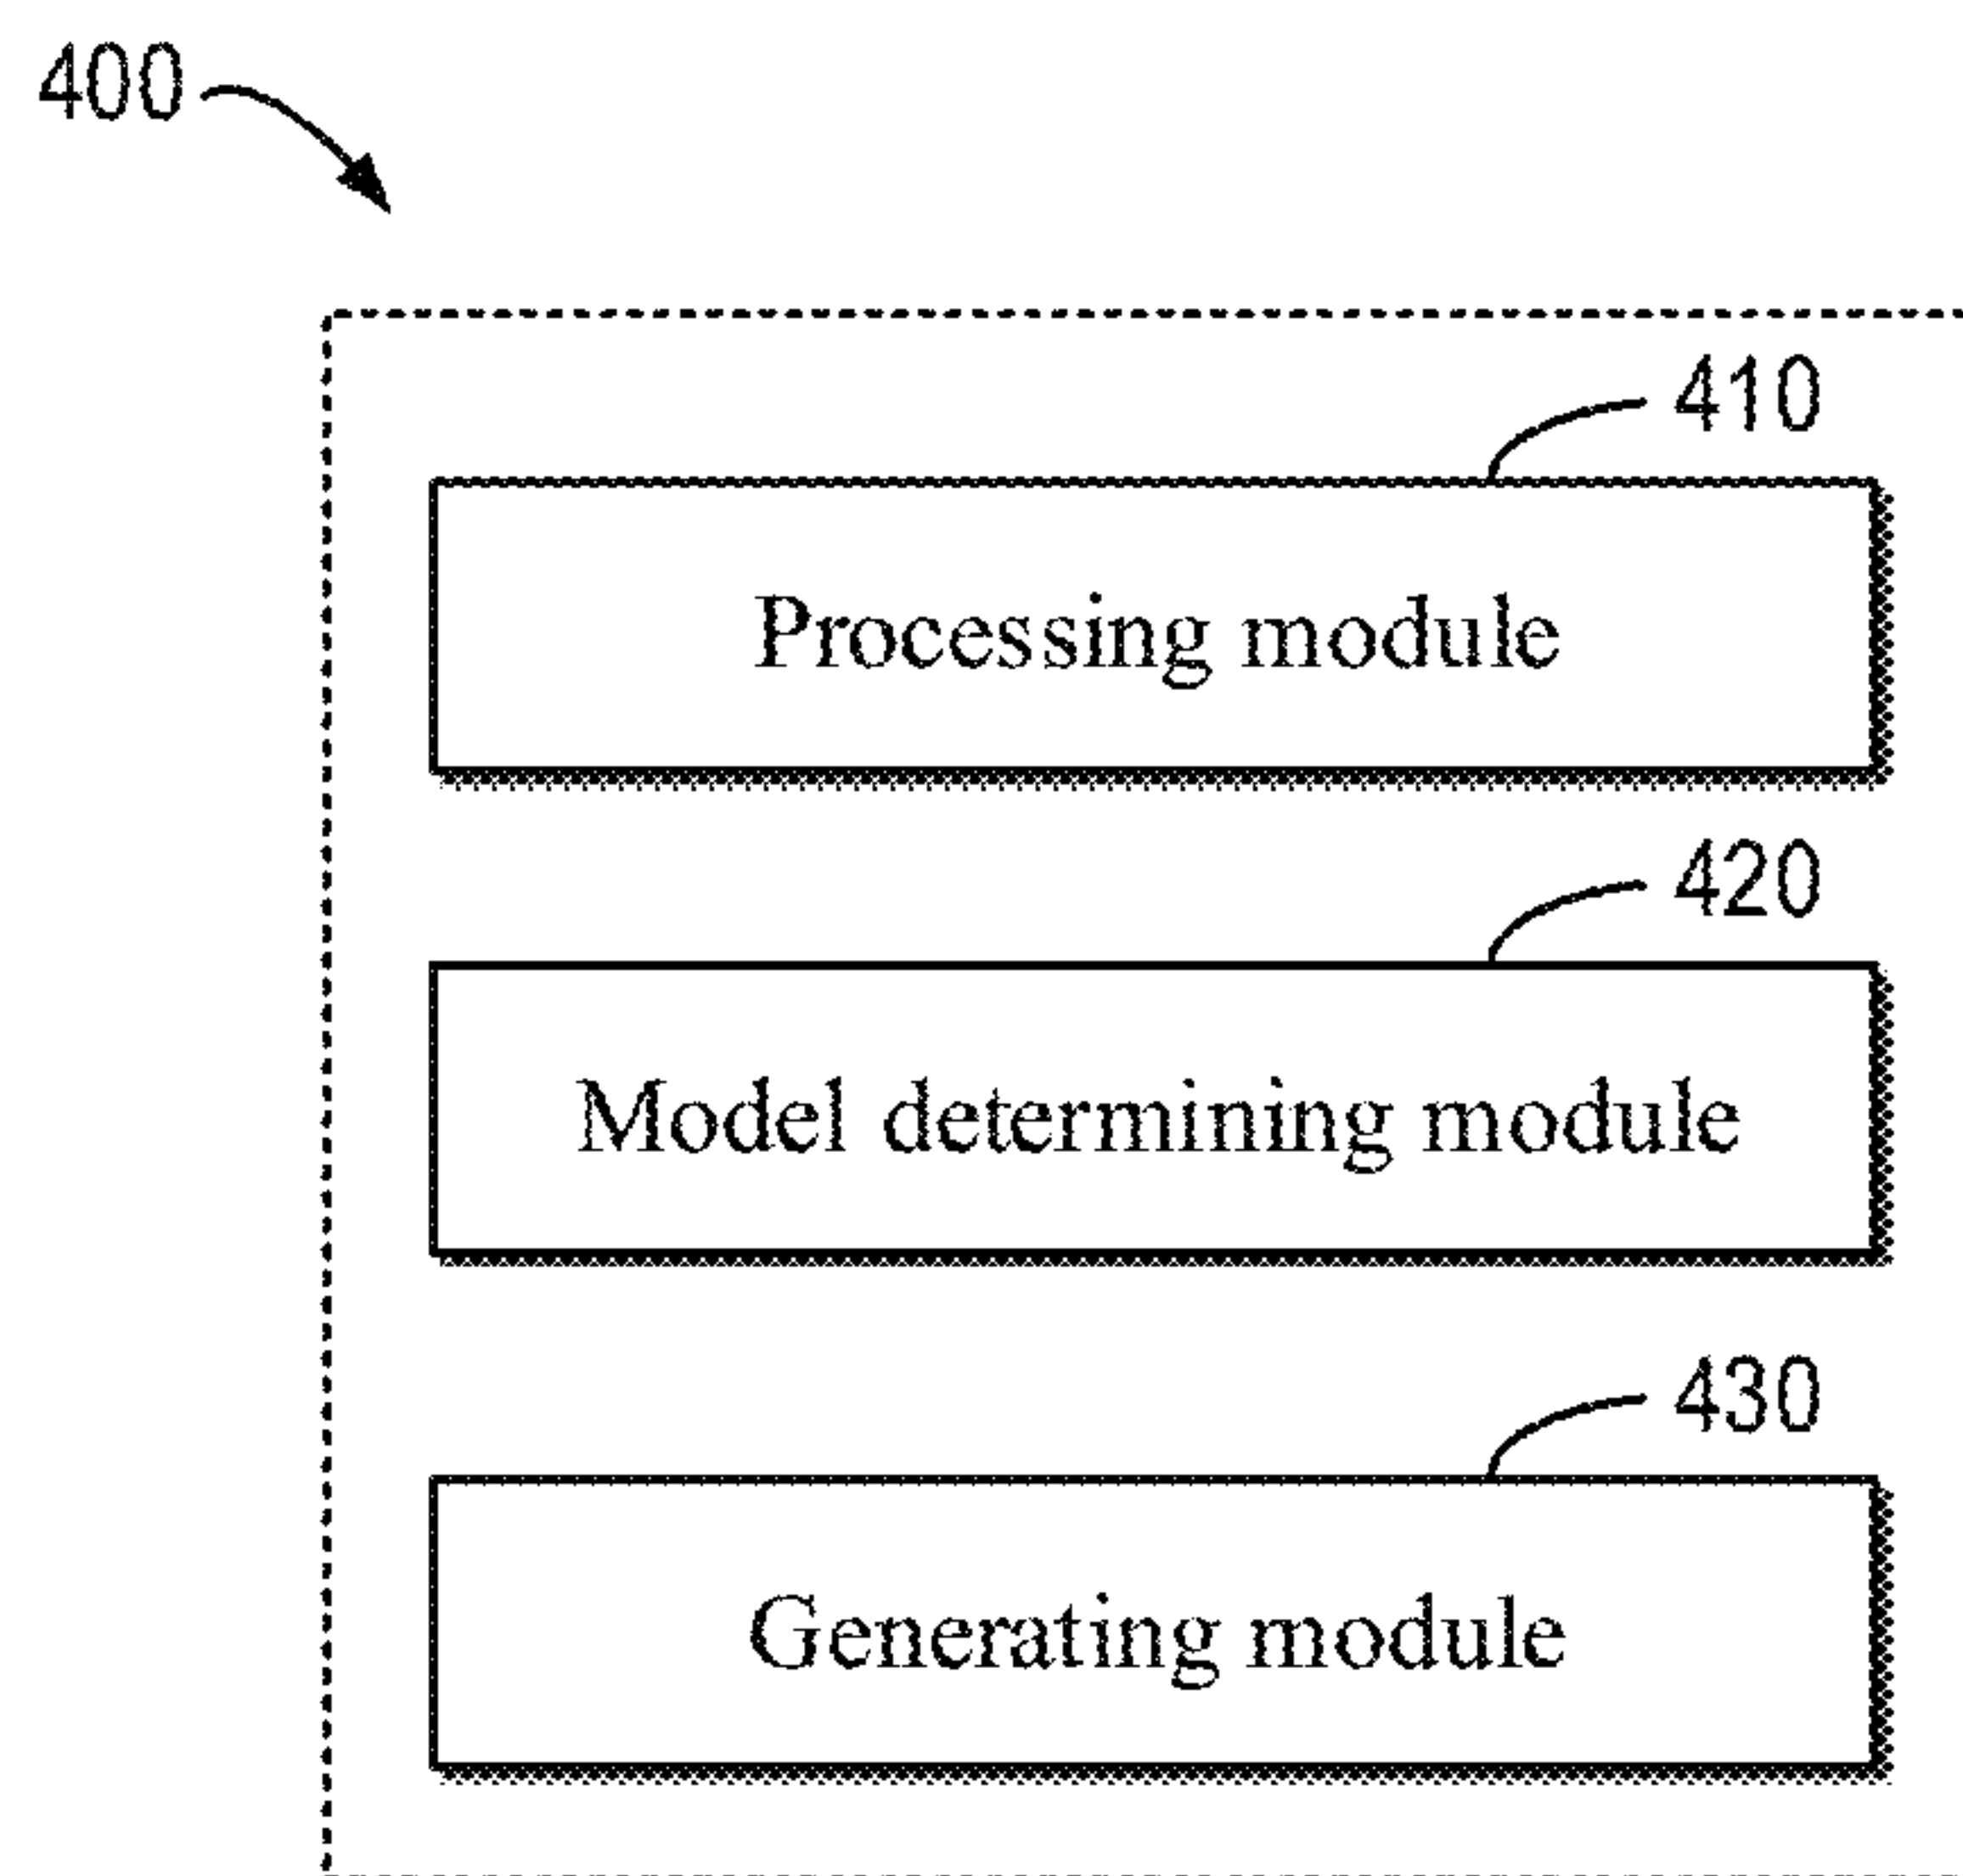 400
410
Processing module
420
Model determining module
430
Generating module